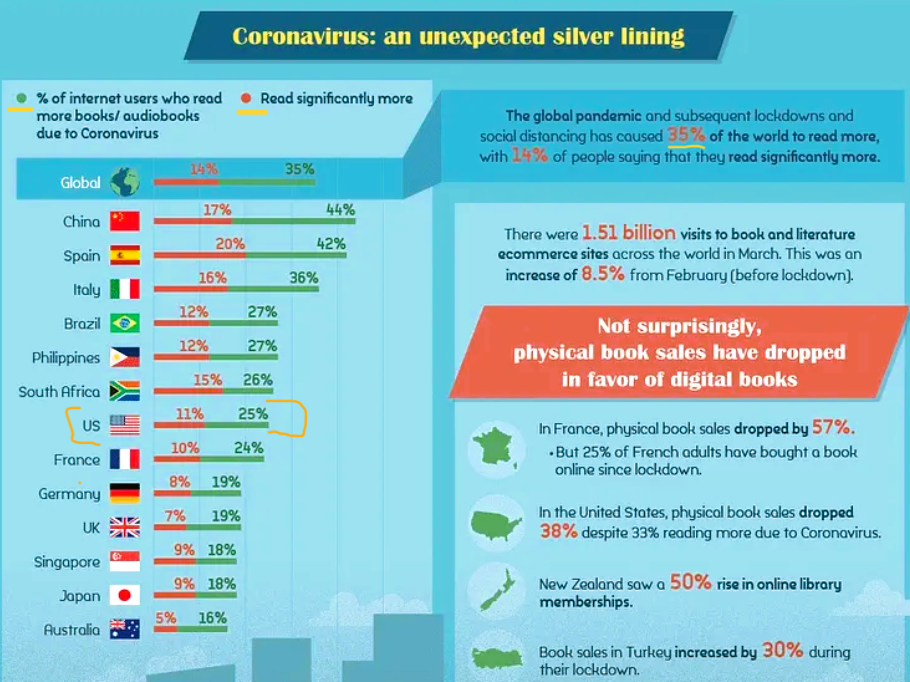 Coronavirus: an unexpected silver lining
% of internet users who read
more books/ audiobooks
due to Coronavirus
Read significantly more
Global 14% 35%
China 17% 44%
Spain 20% 42%
Italy 16% 36%
Brazil 12% 27%
Philippines 12% 27%
South Africa 15% 26%
US 11% 25%
France 10% 24%
Germany 8% 19%
UK 7% 19%
Singapore 9% 18%
Japan 9% 18%
Australia 5% 16%
The global pandemic and subsequent lockdowns and
social distancing has caused 35% of the world to read more,
with 14% of people saying that they read significantly more.
There were 1.51 billion visits to book and literature
ecommerce sites across the world in March. This was an
increase of 8.5% from February (before lockdown).
Not surprisingly,
physical book sales have dropped
in favor of digital books
In France, physical book sales dropped by 57%.
• But 25% of French adults have bought a book
online since lockdown.
In the United States, physical book sales dropped
38% despite 33% reading more due to Coronavirus.
New Zealand saw a 50% rise in online library
memberships.
Book sales in Turkey increased by 30% during
their lockdown.